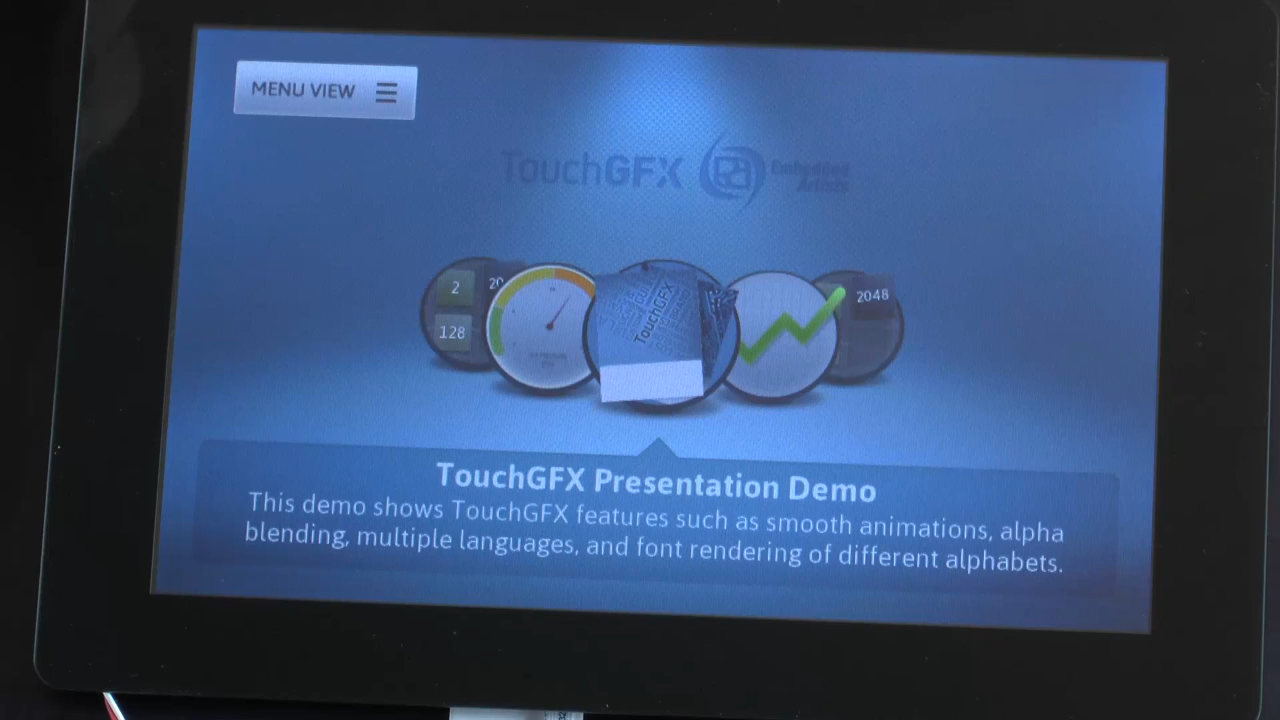 MENU VIEW
TouchGFX Embedded Artists
2
128
TouchGFX
2048
TouchGFX Presentation Demo
This demo shows TouchGFX features such as smooth animations, alpha
blending, multiple languages, and font rendering of different alphabets.